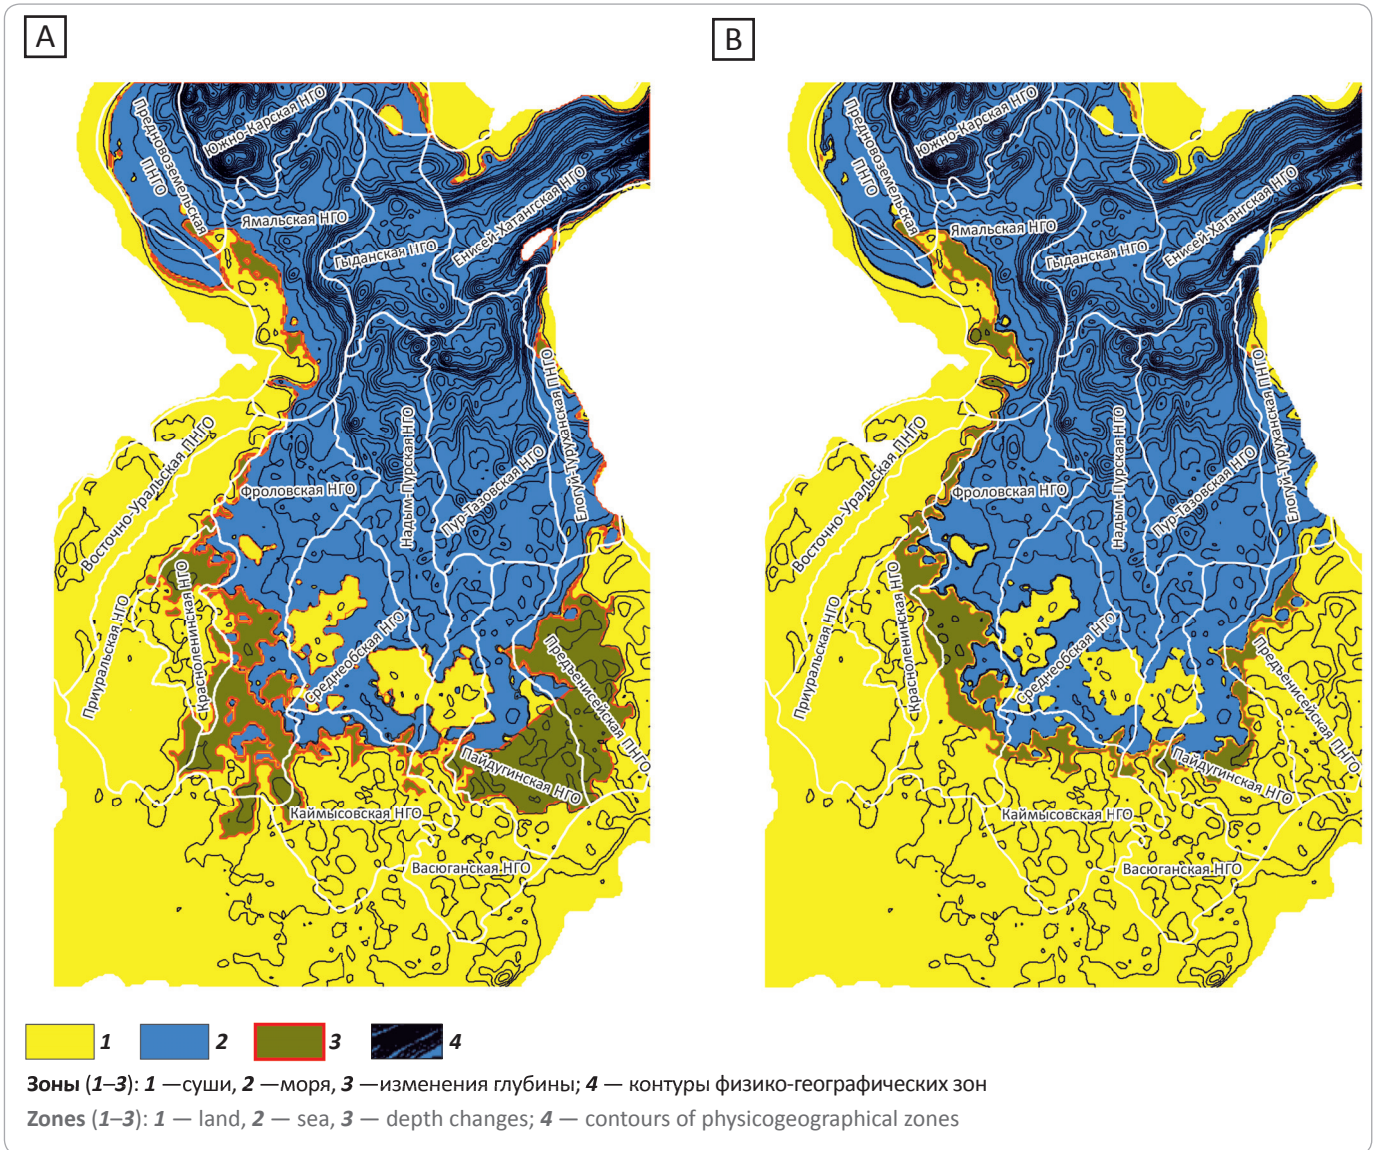 A
B
Предновоземельская
ПНГО
Южно-Карская НГО
Ямальская НГО
Гыданская НГО
Енисей-Хатангская НГО
Восточно-Уральская ПНГО
Фроловская НГО
Надым-Пурская НГО
Пур-Тазовская НГО
Елогуй-Туруханская ПНГО
Приуральская НГО
Красноленинская НГО
Среднеобская НГО
Предъенисейская ПНГО
Пайдугинская НГО
Каймысовская НГО
Васюганская НГО
Предновоземельская
ПНГО
Южно-Карская НГО
Ямальская НГО
Гыданская НГО
Енисей-Хатангская НГО
Восточно-Уральская ПНГО
Фроловская НГО
Надым-Пурская НГО
Пур-Тазовская НГО
Елогуй-Туруханская ПНГО
Приуральская НГО
Красноленинская НГО
Среднеобская НГО
Предъенисейская ПНГО
Пайдугинская НГО
Каймысовская НГО
Васюганская НГО
1 2 3 4
Зоны (1–3): 1 —суши, 2 —моря, 3 —изменения глубины; 4 — контуры физико-географических зон
Zones (1–3): 1 — land, 2 — sea, 3 — depth changes; 4 — contours of physicogeographical zones